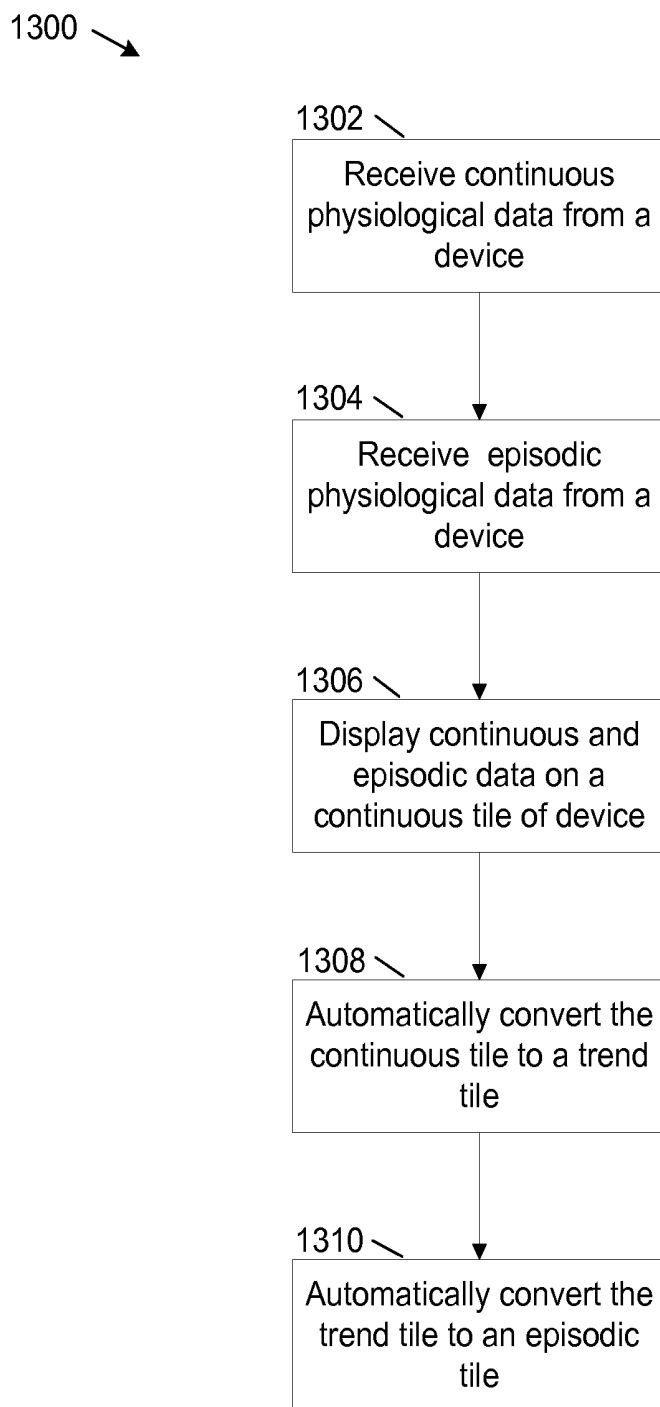 1300
1302
Receive continuous
physiological data from a
device
1304
Receive episodic
physiological data from a
device
1306
Display continuous and
episodic data on a
continuous tile of device
1308
Automatically convert the
continuous tile to a trend
tile
1310
Automatically convert the
trend tile to an episodic
tile